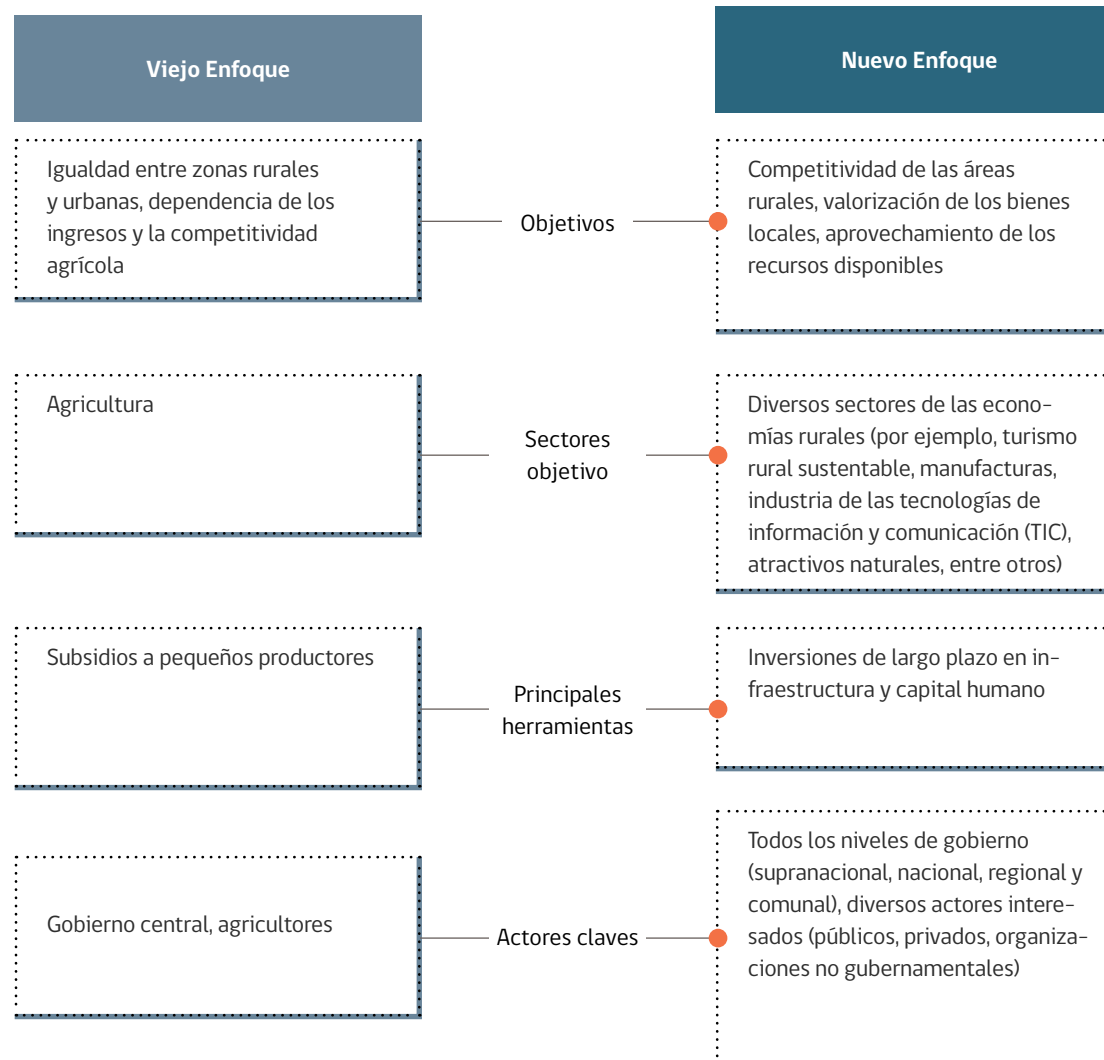 Viejo Enfoque
Nuevo Enfoque
Igualdad entre zonas rurales
y urbanas, dependencia de los
ingresos y la competitividad
agrícola
Objetivos
Competitividad de las áreas
rurales, valorización de los bienes
locales, aprovechamiento de los
recursos disponibles
Agricultura
Sectores
objetivo
Diversos sectores de las econo-
mías rurales (por ejemplo, turismo
rural sustentable, manufacturas,
industria de las tecnologías de
información y comunicación (TIC),
atractivos naturales, entre otros)
Subsidios a pequeños productores
Principales
herramientas
Inversiones de largo plazo en in-
fraestructura y capital humano
Gobierno central, agricultores
Actores claves
Todos los niveles de gobierno
(supranacional, nacional, regional y
comunal), diversos actores intere-
sados (públicos, privados, organiza-
ciones no gubernamentales)